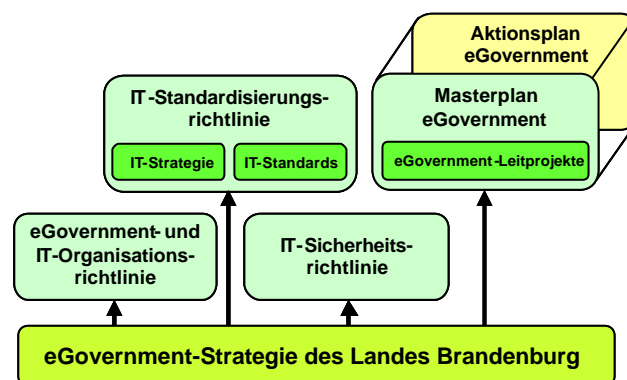 Aktionsplan
eGovernment
IT-Standardisierungs-
richtlinie
IT-Strategie
IT-Standards
Masterplan
eGovernment
eGovernment-Leitprojekte
eGovernment- und
IT-Organisations-
richtlinie
IT-Sicherheits-
richtlinie
eGovernment-Strategie des Landes Brandenburg